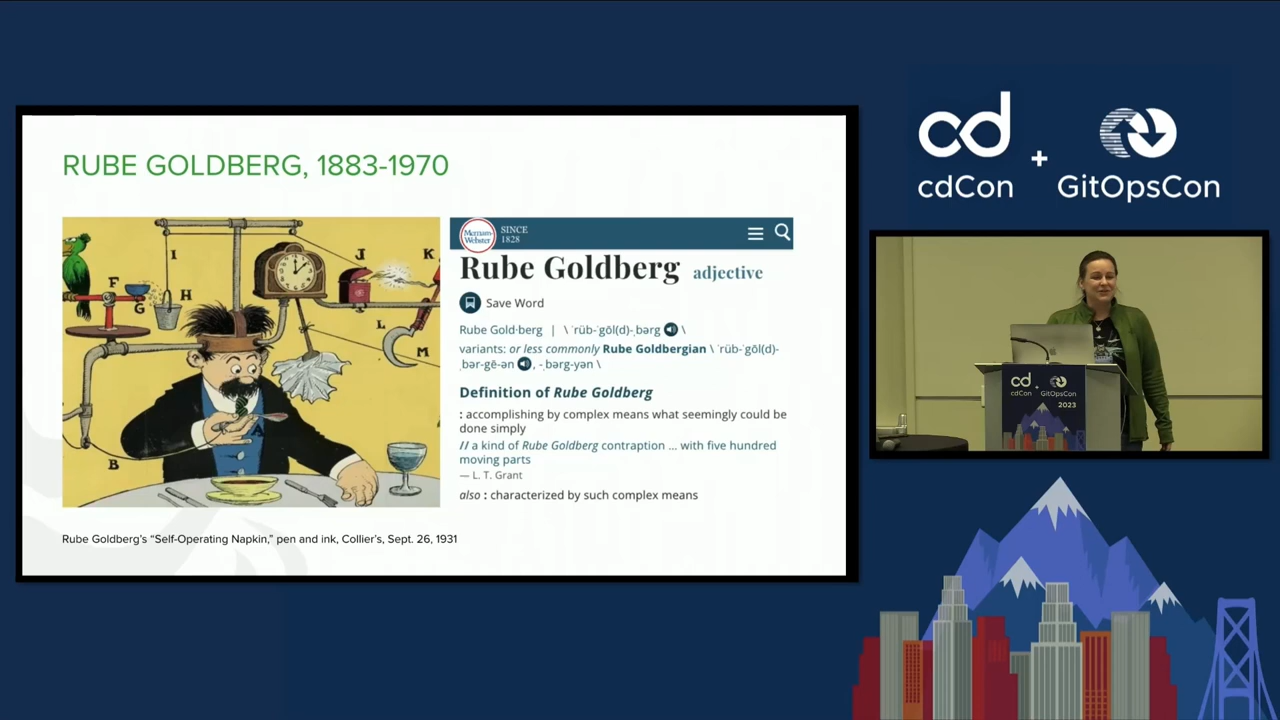 RUBE GOLDBERG, 1883-1970
I
J
K
F
H
G
L
M
B
A
Merriam-
Webster
SINCE
1828
Rube Goldberg adjective
Save Word
Rube Gold·berg | \ ˈrüb-ˈgōl(d)-ˌbərg \
variants: or less commonly Rube Goldbergian \ ˈrüb-ˈgōl(d)-
ˌbər-gē-ən , -ˌbərg-yən \
Definition of Rube Goldberg
: accomplishing by complex means what seemingly could be
done simply
// a kind of Rube Goldberg contraption ... with five hundred
moving parts
— L. T. Grant
also : characterized by such complex means
Rube Goldberg's “Self-Operating Napkin,” pen and ink, Collier's, Sept. 26, 1931
cd
+
cdCon
GitOpsCon
cd
+
cdCon
GitOpsCon
2023